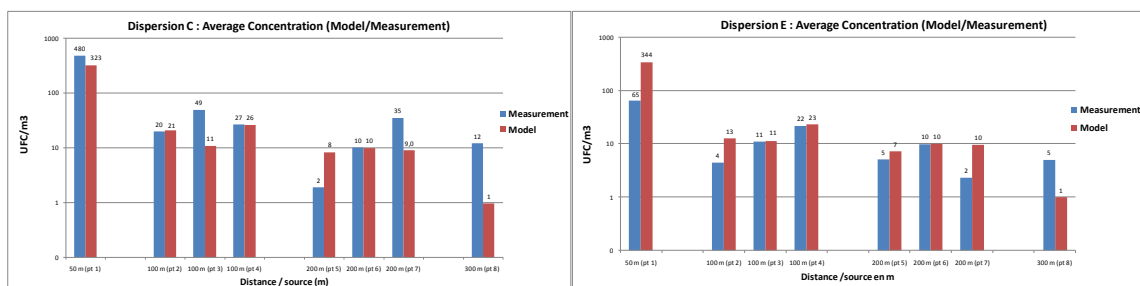 Dispersion C : Average Concentration (Model/Measurement)
1000
100
10
1
0
UFC/m3
480 323
20 21
49 11
27 26
2 8
10 10
35 9,0
12 1
Measurement
Model
50 m (pt 1) 100 m (pt 2) 100 m (pt 3) 100 m (pt 4) 200 m (pt 5) 200 m (pt 6) 200 m (pt 7) 300 m (pt 8)
Distance / source (m)
Dispersion E : Average Concentration (Model/Measurement)
1000
100
10
1
0
UFC/m3
65 344
4 13
11 11
22 23
5 7
10 10
2 10
5 1
Measurement
Model
50 m (pt 1) 100 m (pt 2) 100 m (pt 3) 100 m (pt 4) 200 m (pt 5) 200 m (pt 6) 200 m (pt 7) 300 m (pt 8)
Distance /source en m